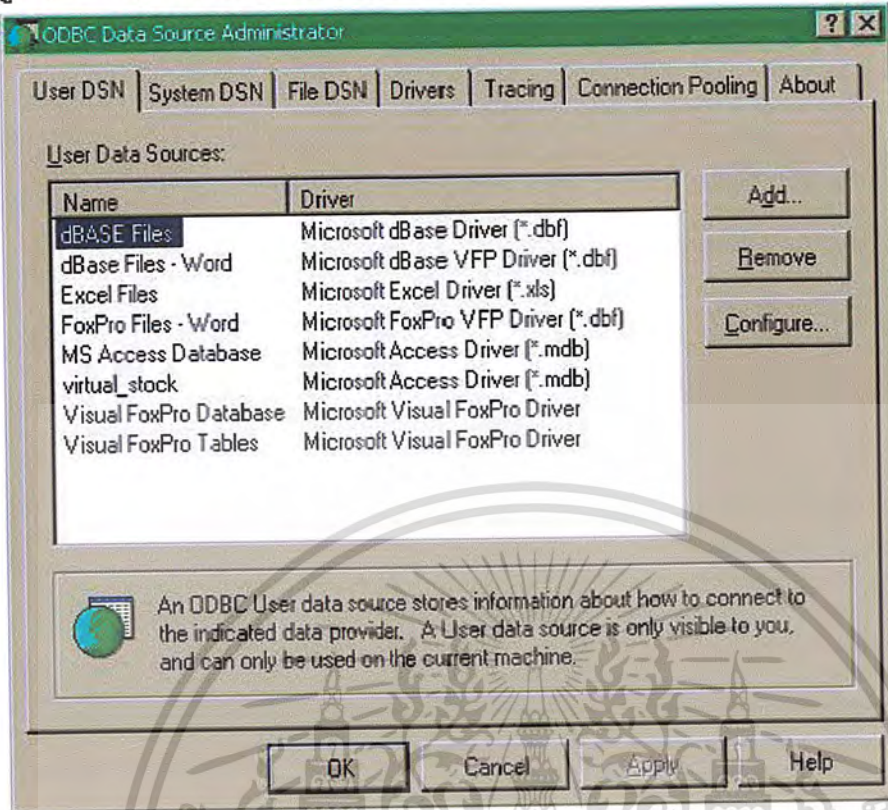 ODBC Data Source Administrator
User DSN System DSN File DSN Drivers Tracing Connection Pooling About
User Data Sources:
Name Driver
dBASE Files Microsoft dBase Driver (*.dbf)
dBase Files - Word Microsoft dBase VFP Driver (*.dbf)
Excel Files Microsoft Excel Driver (*.xls)
FoxPro Files - Word Microsoft FoxPro VFP Driver (*.dbf)
MS Access Database Microsoft Access Driver (*.mdb)
virtual_stock Microsoft Access Driver (*.mdb)
Visual FoxPro Database Microsoft Visual FoxPro Driver
Visual FoxPro Tables Microsoft Visual FoxPro Driver
Add...
Remove
Configure...
An ODBC User data source stores information about how to connect to
the indicated data provider. A User data source is only visible to you,
and can only be used on the current machine.
OK Cancel Apply Help